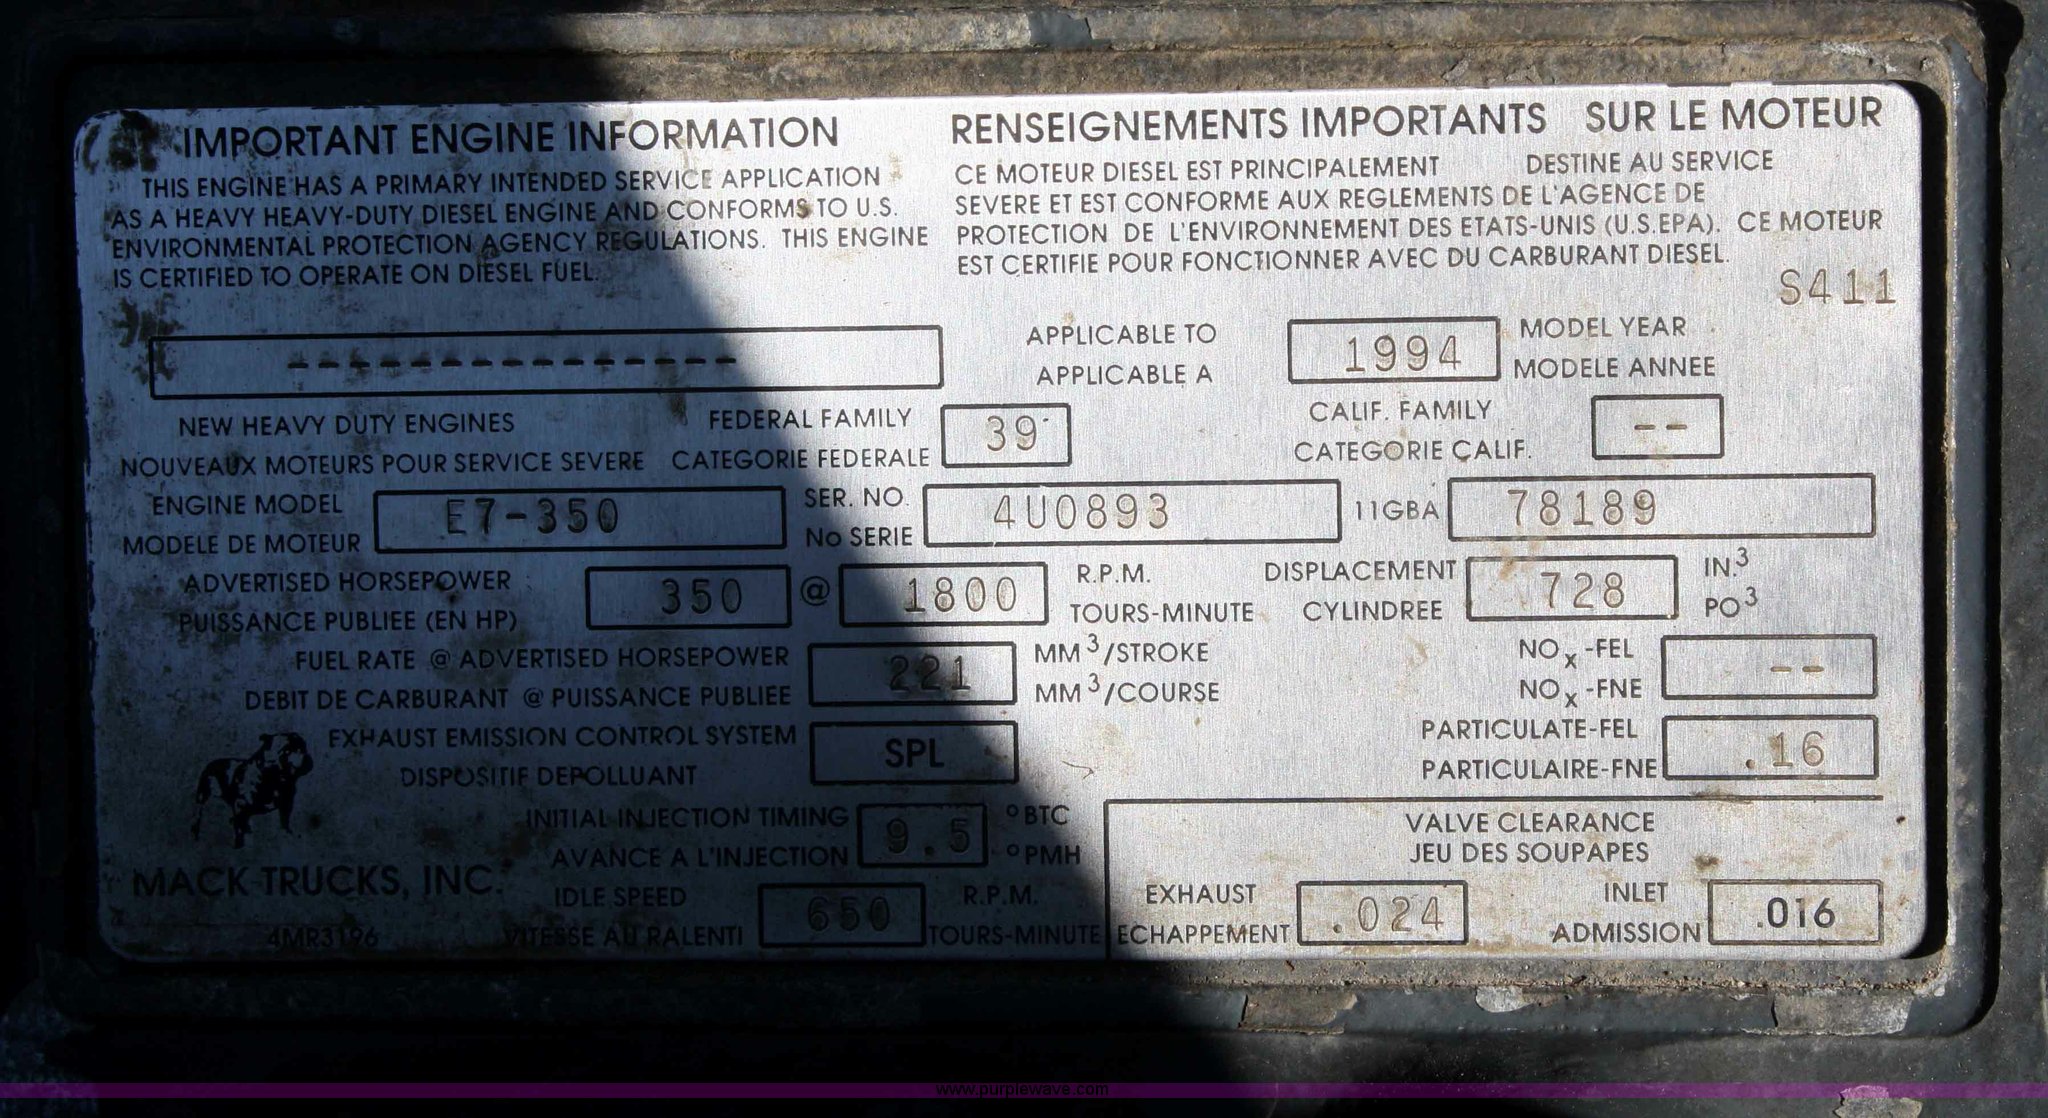 IMPORTANT ENGINE INFORMATION
THIS ENGINE HAS A PRIMARY INTENDED SERVICE APPLICATION
AS A HEAVY HEAVY-DUTY DIESEL ENGINE AND CONFORMS TO U.S.
ENVIRONMENTAL PROTECTION AGENCY REGULATIONS. THIS ENGINE
IS CERTIFIED TO OPERATE ON DIESEL FUEL.
RENSEIGNEMENTS IMPORTANTS SUR LE MOTEUR
CE MOTEUR DIESEL EST PRINCIPALEMENT DESTINE AU SERVICE
SEVERE ET EST CONFORME AUX REGLEMENTS DE L'AGENCE DE
PROTECTION DE L'ENVIRONNEMENT DES ETATS-UNIS (U.S.EPA). CE MOTEUR
EST CERTIFIE POUR FONCTIONNER AVEC DU CARBURANT DIESEL.
S411
--------------- APPLICABLE TO 1994 MODEL YEAR
APPLICABLE A MODELE ANNEE
NEW HEAVY DUTY ENGINES FEDERAL FAMILY 39 CALIF. FAMILY --
NOUVEAUX MOTEURS POUR SERVICE SEVERE CATEGORIE FEDERALE CATEGORIE CALIF.
ENGINE MODEL E7-350 SER. NO. 4U0893 11GBA 78189
MODELE DE MOTEUR No SERIE
ADVERTISED HORSEPOWER 350 @ 1800 R.P.M. DISPLACEMENT 728 IN.³
PUISSANCE PUBLIEE (EN HP) TOURS-MINUTE CYLINDREE PO³
FUEL RATE @ ADVERTISED HORSEPOWER 221 MM³/STROKE NOx-FEL --
DEBIT DE CARBURANT @ PUISSANCE PUBLIEE MM³/COURSE NOx-FNE
EXHAUST EMISSION CONTROL SYSTEM SPL PARTICULATE-FEL .16
DISPOSITIF DEPOLLUANT PARTICULAIRE-FNE
INITIAL INJECTION TIMING 9.5 °BTC
AVANCE A L'INJECTION °PMH
IDLE SPEED 650 R.P.M.
VITESSE AU RALENTI TOURS-MINUTE
VALVE CLEARANCE
JEU DES SOUPAPES
EXHAUST .024 INLET .016
ECHAPPEMENT ADMISSION
MACK TRUCKS, INC.
4MR3196
www.purplewave.com